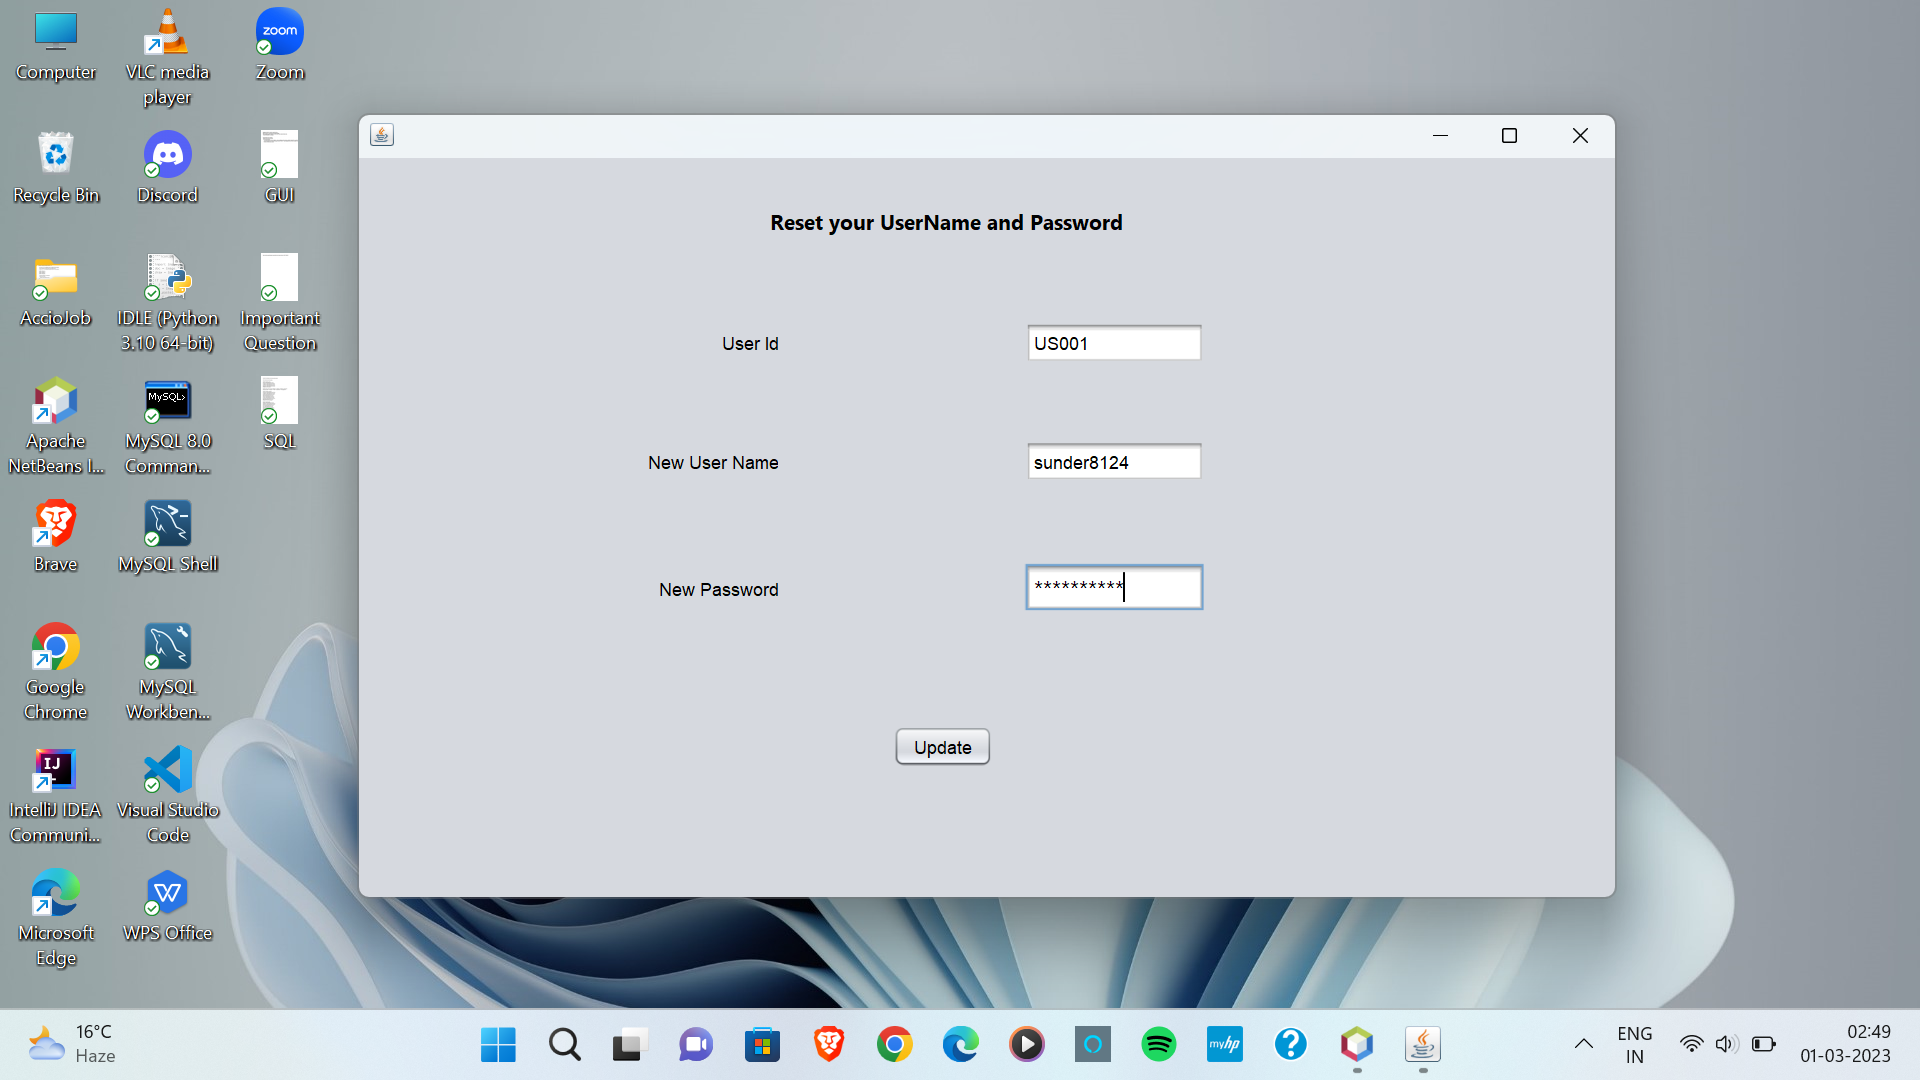 Computer
VLC media
player
zoom
Zoom
Recycle Bin
Discord
GUI
AccioJob
IDLE (Python
3.10 64-bit)
Important
Question
Apache
NetBeans I...
MySQL>
MySQL 8.0
Comman...
SQL
Brave
MySQL Shell
Google
Chrome
MySQL
Workben...
IJ
IntelliJ IDEA
Communi...
Visual Studio
Code
Microsoft
Edge
W
WPS Office
Reset your UserName and Password
User Id
US001
New User Name
sunder8124
New Password
**********
Update
16°C
Haze
myhp
?
ENG
IN
02:49
01-03-2023